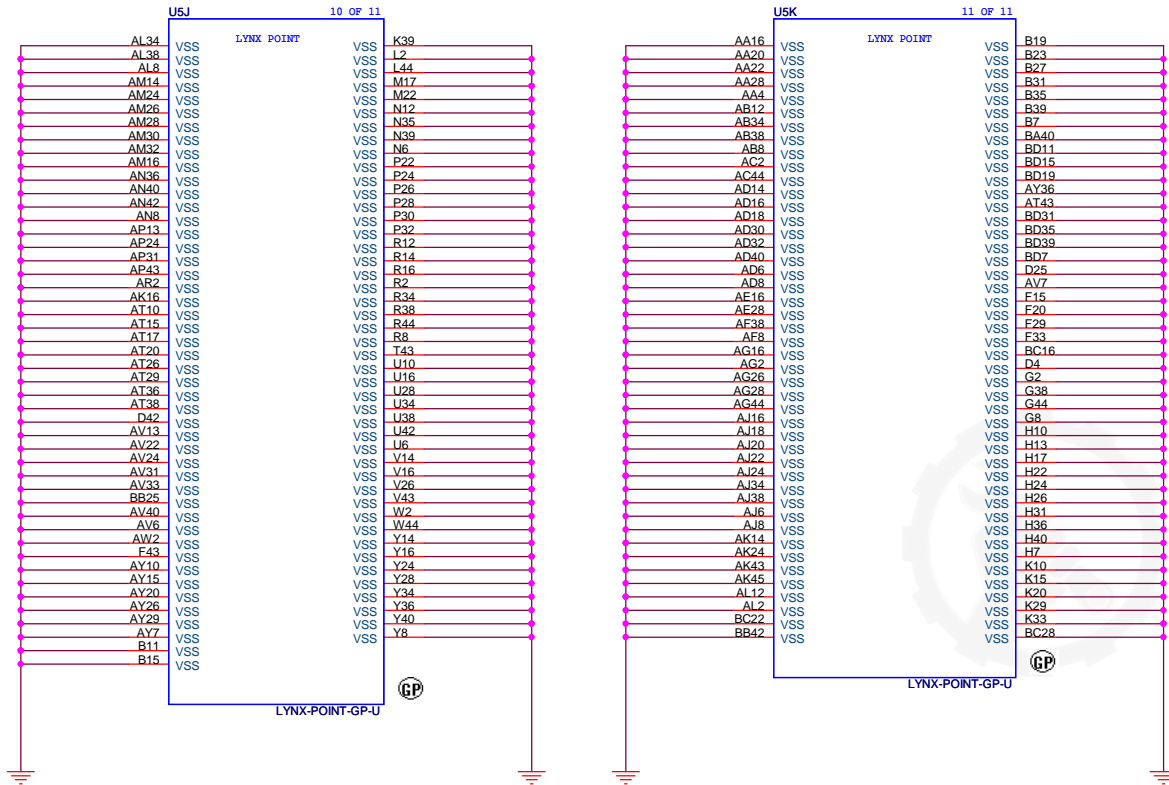 U5J 10 OF 11
LYNX POINT
AL34 VSS VSS K39
AL38 VSS VSS L2
AL8 VSS VSS L44
AM14 VSS VSS M17
AM24 VSS VSS M22
AM26 VSS VSS N12
AM28 VSS VSS N35
AM30 VSS VSS N39
AM32 VSS VSS N6
AM16 VSS VSS P22
AN36 VSS VSS P24
AN40 VSS VSS P26
AN42 VSS VSS P28
AN8 VSS VSS P30
AP13 VSS VSS P32
AP24 VSS VSS R12
AP31 VSS VSS R14
AP43 VSS VSS R16
AR2 VSS VSS R2
AK16 VSS VSS R34
AT10 VSS VSS R38
AT15 VSS VSS R44
AT17 VSS VSS R8
AT20 VSS VSS T43
AT26 VSS VSS U10
AT29 VSS VSS U16
AT36 VSS VSS U28
AT38 VSS VSS U34
D42 VSS VSS U38
AV13 VSS VSS U42
AV22 VSS VSS U6
AV24 VSS VSS V14
AV31 VSS VSS V16
AV33 VSS VSS V26
BB25 VSS VSS V43
AV40 VSS VSS W2
AV6 VSS VSS W44
AW2 VSS VSS Y14
F43 VSS VSS Y16
AY10 VSS VSS Y24
AY15 VSS VSS Y28
AY20 VSS VSS Y34
AY26 VSS VSS Y36
AY29 VSS VSS Y40
AY7 VSS VSS Y8
B11 VSS
B15 VSS
GP
LYNX-POINT-GP-U
U5K 11 OF 11
LYNX POINT
AA16 VSS VSS B19
AA20 VSS VSS B23
AA22 VSS VSS B27
AA28 VSS VSS B31
AA4 VSS VSS B35
AB12 VSS VSS B39
AB34 VSS VSS B7
AB38 VSS VSS BA40
AB8 VSS VSS BD11
AC2 VSS VSS BD15
AC44 VSS VSS BD19
AD14 VSS VSS AY36
AD16 VSS VSS AT43
AD18 VSS VSS BD31
AD30 VSS VSS BD35
AD32 VSS VSS BD39
AD40 VSS VSS BD7
AD6 VSS VSS D25
AD8 VSS VSS AV7
AE16 VSS VSS F15
AE28 VSS VSS F20
AF38 VSS VSS F29
AF8 VSS VSS F33
AG16 VSS VSS BC16
AG2 VSS VSS D4
AG26 VSS VSS G2
AG28 VSS VSS G38
AG44 VSS VSS G44
AJ16 VSS VSS G8
AJ18 VSS VSS H10
AJ20 VSS VSS H13
AJ22 VSS VSS H17
AJ24 VSS VSS H22
AJ34 VSS VSS H24
AJ38 VSS VSS H26
AJ6 VSS VSS H31
AJ8 VSS VSS H36
AK14 VSS VSS H40
AK24 VSS VSS H7
AK43 VSS VSS K10
AK45 VSS VSS K15
AL12 VSS VSS K20
AL2 VSS VSS K29
BC22 VSS VSS K33
BB42 VSS VSS BC28
GP
LYNX-POINT-GP-U